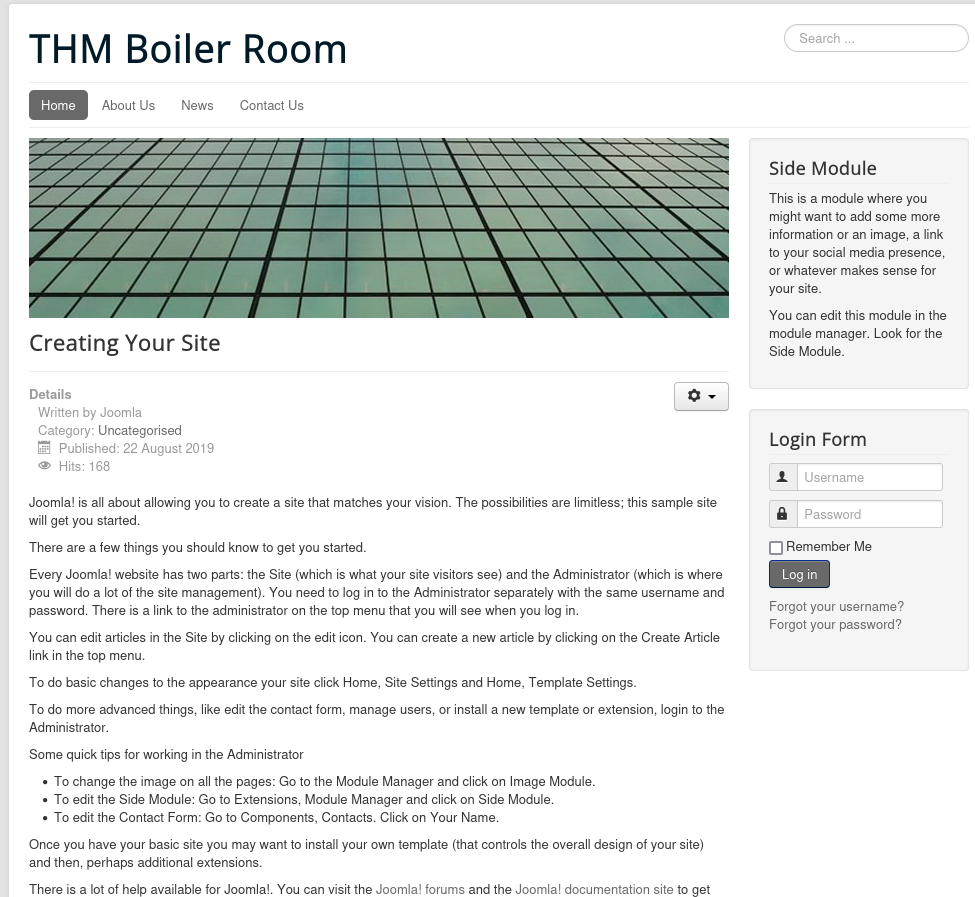 THM Boiler Room
Search ...
Home
About Us
News
Contact Us
Creating Your Site
Details
Written by Joomla
Category: Uncategorised
Published: 22 August 2019
Hits: 168
Joomla! is all about allowing you to create a site that matches your vision. The possibilities are limitless; this sample site
will get you started.
There are a few things you should know to get you started.
Every Joomla! website has two parts: the Site (which is what your site visitors see) and the Administrator (which is where
you will do a lot of the site management). You need to log in to the Administrator separately with the same username and
password. There is a link to the administrator on the top menu that you will see when you log in.
You can edit articles in the Site by clicking on the edit icon. You can create a new article by clicking on the Create Article
link in the top menu.
To do basic changes to the appearance your site click Home, Site Settings and Home, Template Settings.
To do more advanced things, like edit the contact form, manage users, or install a new template or extension, login to the
Administrator.
Some quick tips for working in the Administrator
• To change the image on all the pages: Go to the Module Manager and click on Image Module.
• To edit the Side Module: Go to Extensions, Module Manager and click on Side Module.
• To edit the Contact Form: Go to Components, Contacts. Click on Your Name.
Once you have your basic site you may want to install your own template (that controls the overall design of your site)
and then, perhaps additional extensions.
There is a lot of help available for Joomla!. You can visit the Joomla! forums and the Joomla! documentation site to get
Side Module
This is a module where you
might want to add some more
information or an image, a link
to your social media presence,
or whatever makes sense for
your site.
You can edit this module in the
module manager. Look for the
Side Module.
Login Form
Username
Password
Remember Me
Log in
Forgot your username?
Forgot your password?